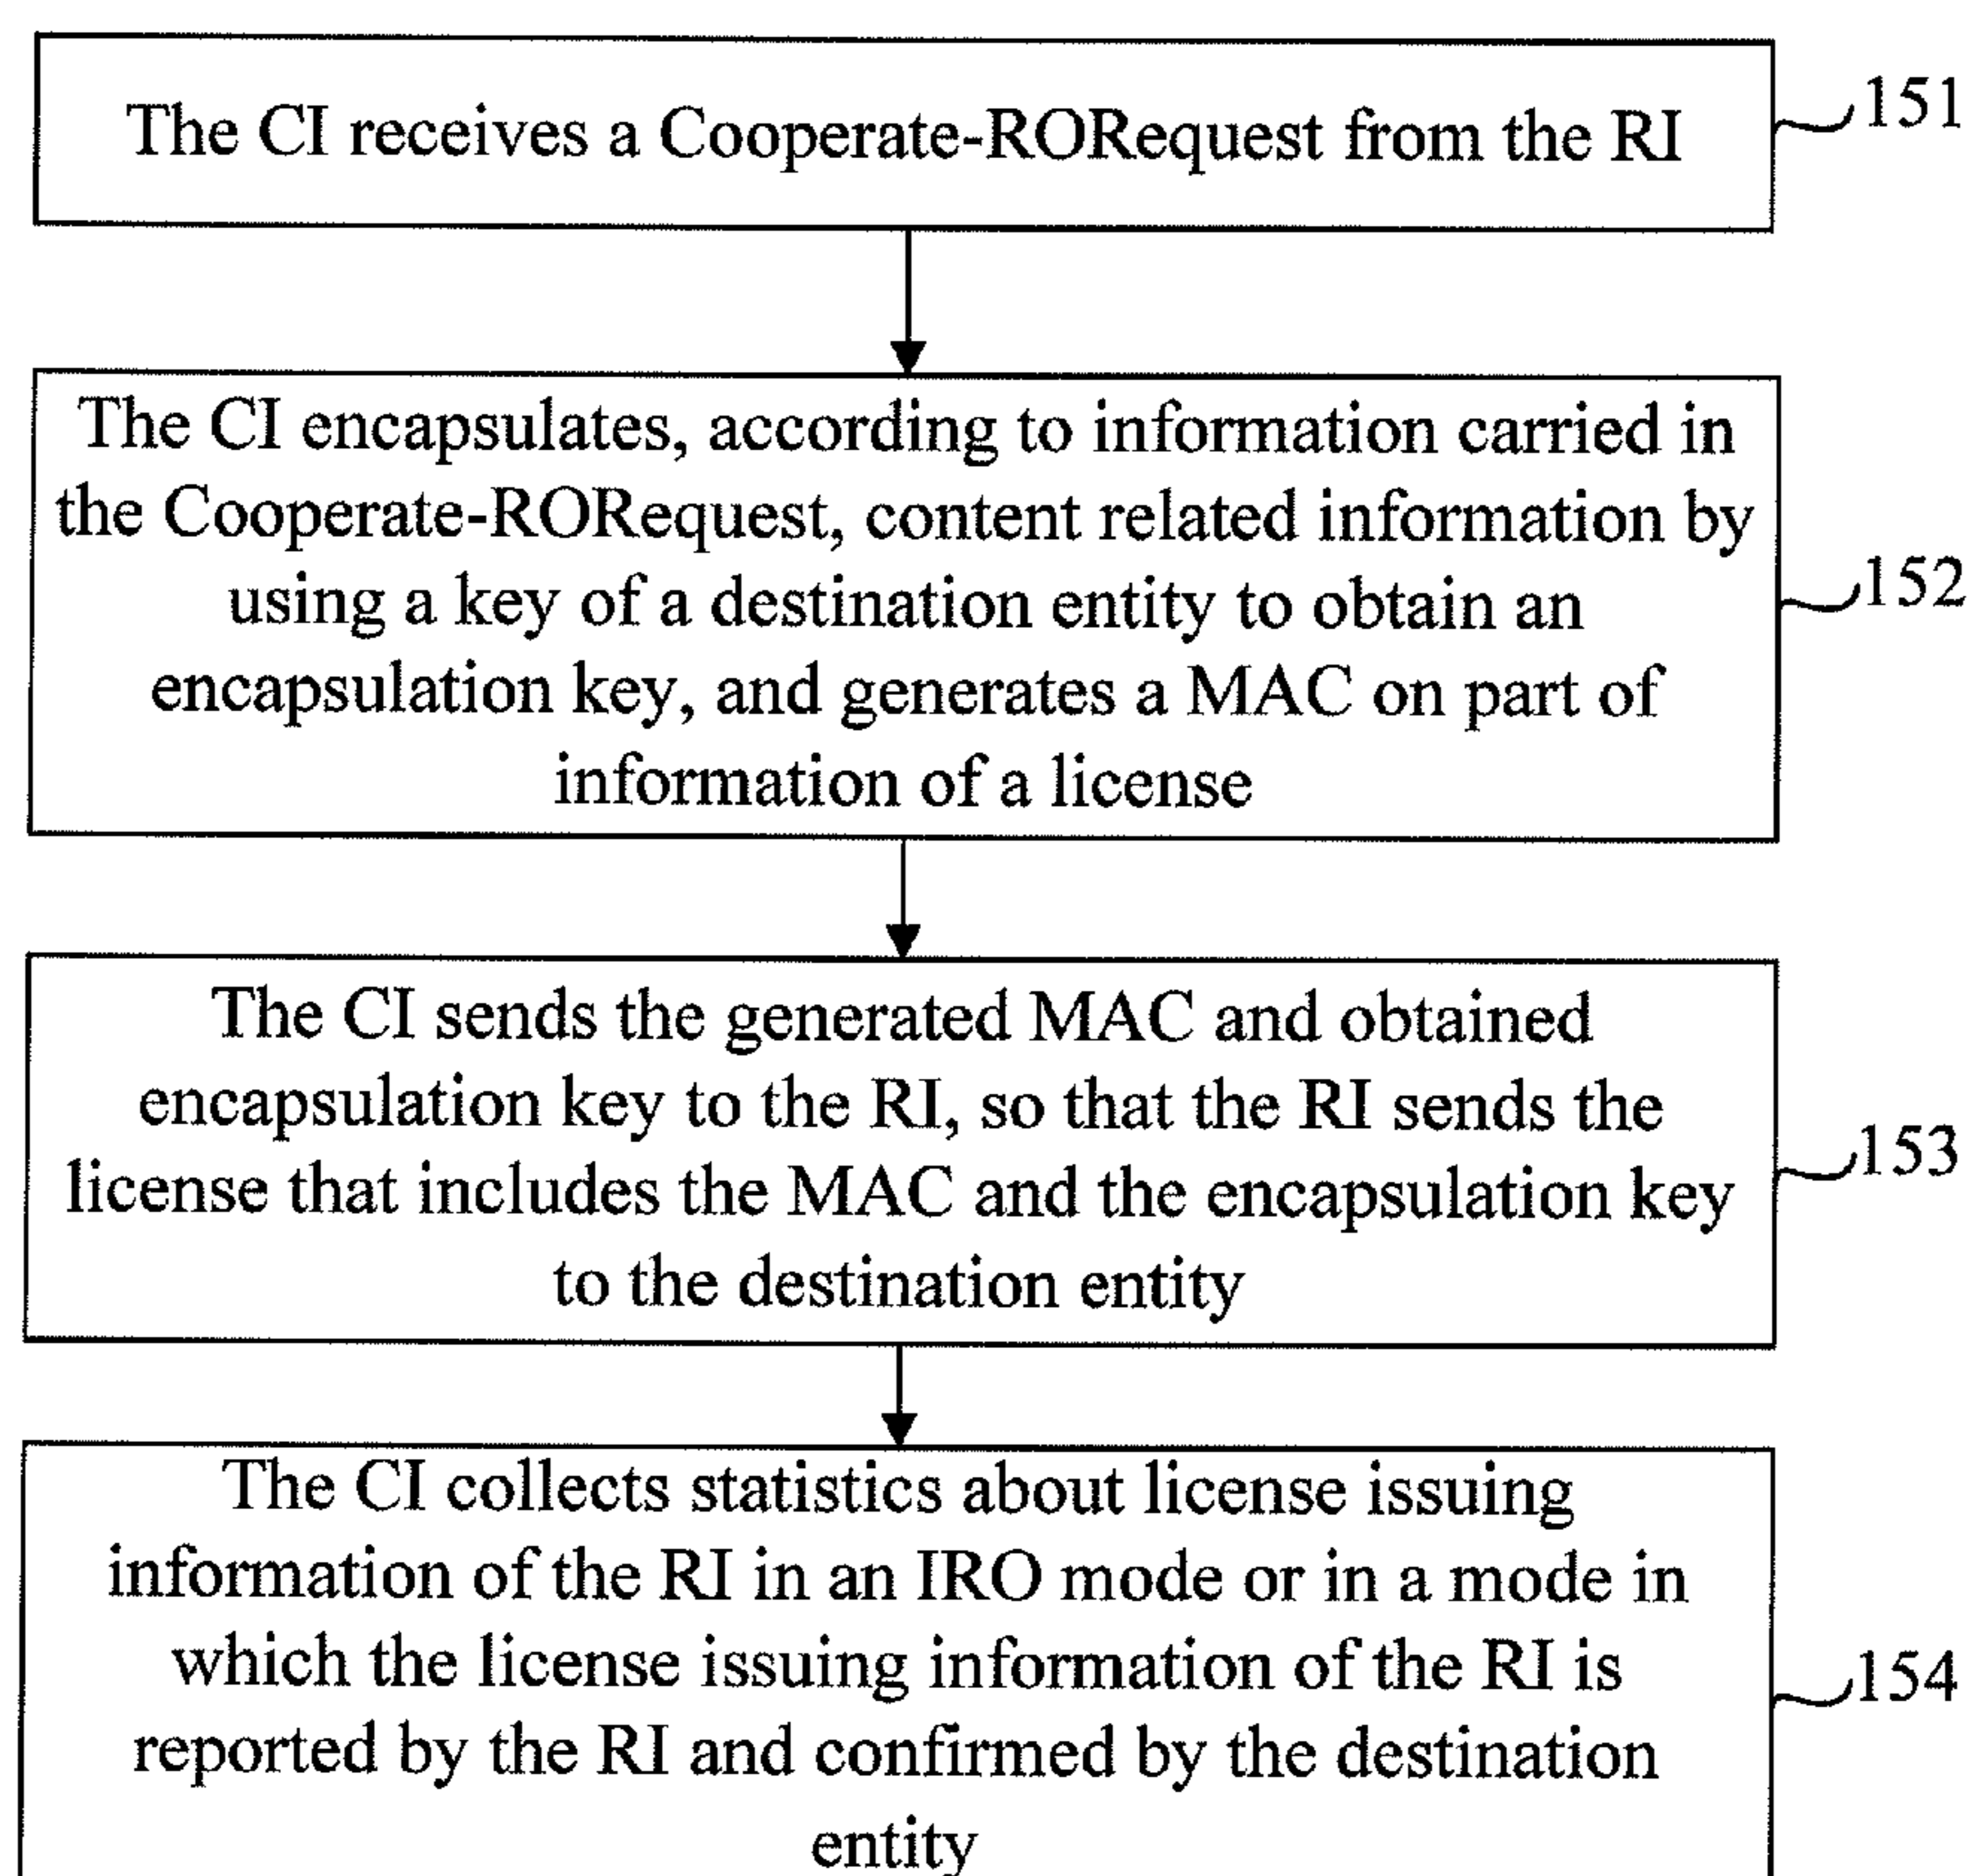 The CI receives a Cooperate-RORequest from the RI
151
The CI encapsulates, according to information carried in
the Cooperate-RORequest, content related information by
using a key of a destination entity to obtain an
encapsulation key, and generates a MAC on part of
information of a license
152
The CI sends the generated MAC and obtained
encapsulation key to the RI, so that the RI sends the
license that includes the MAC and the encapsulation key
to the destination entity
153
The CI collects statistics about license issuing
information of the RI in an IRO mode or in a mode in
which the license issuing information of the RI is
reported by the RI and confirmed by the destination
entity
154